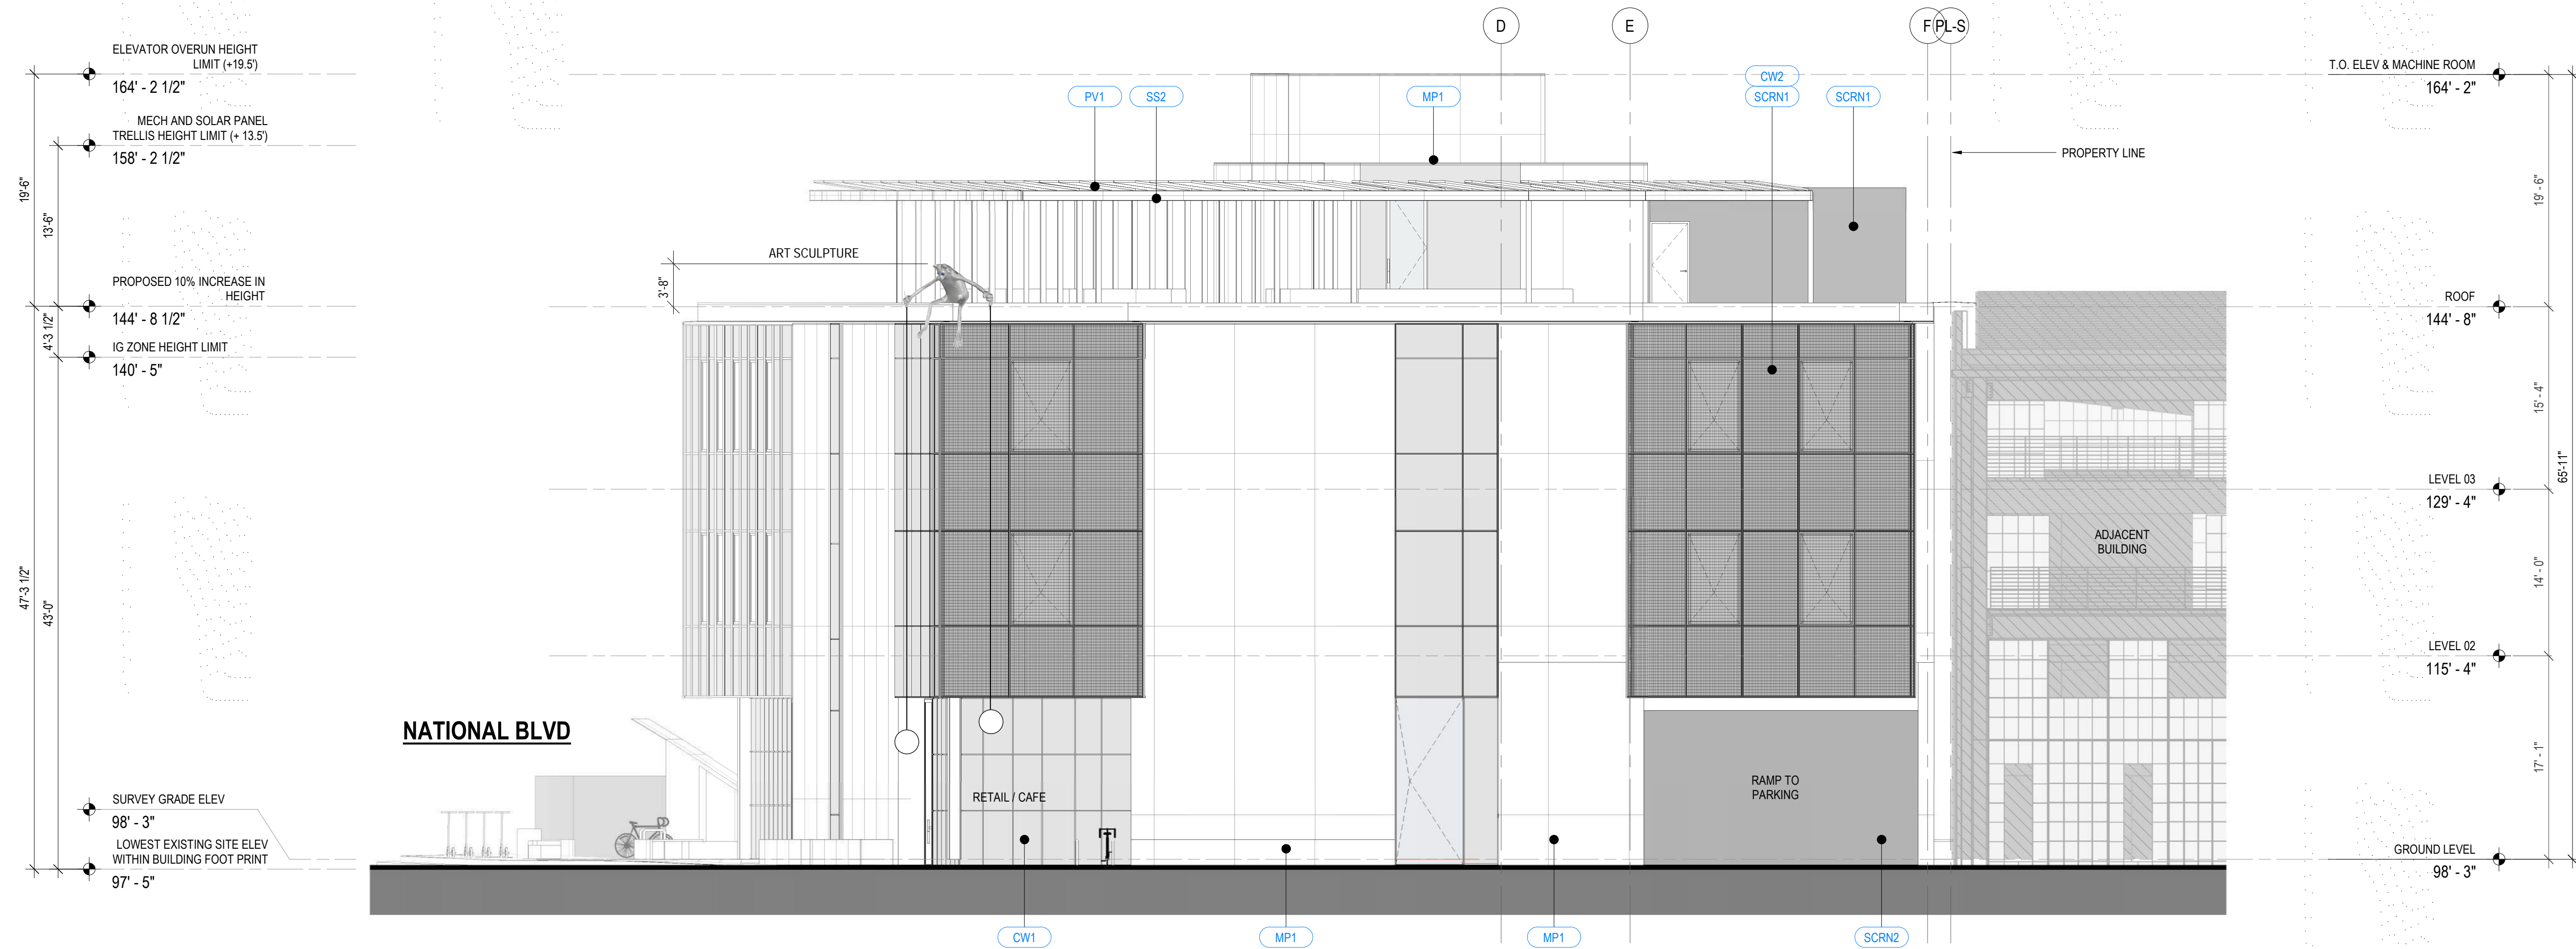 D
E
F
PL-S
ELEVATOR OVERUN HEIGHT
LIMIT (+19.5')
164' - 2 1/2"
MECH AND SOLAR PANEL
TRELLIS HEIGHT LIMIT (+ 13.5')
158' - 2 1/2"
PROPOSED 10% INCREASE IN
HEIGHT
144' - 8 1/2"
IG ZONE HEIGHT LIMIT
140' - 5"
SURVEY GRADE ELEV
98' - 3"
LOWEST EXISTING SITE ELEV
WITHIN BUILDING FOOT PRINT
97' - 5"
19'-6"
13'-6"
4'-3 1/2"
47'-3 1/2"
43'-0"
PV1
SS2
MP1
CW2
SCRN1
SCRN1
PROPERTY LINE
ART SCULPTURE
3'-8"
NATIONAL BLVD
RETAIL / CAFE
RAMP TO
PARKING
ADJACENT
BUILDING
CW1
MP1
MP1
SCRN2
T.O. ELEV & MACHINE ROOM
164' - 2"
ROOF
144' - 8"
LEVEL 03
129' - 4"
LEVEL 02
115' - 4"
GROUND LEVEL
98' - 3"
19' - 6"
15' - 4"
14' - 0"
17' - 1"
65'-11"